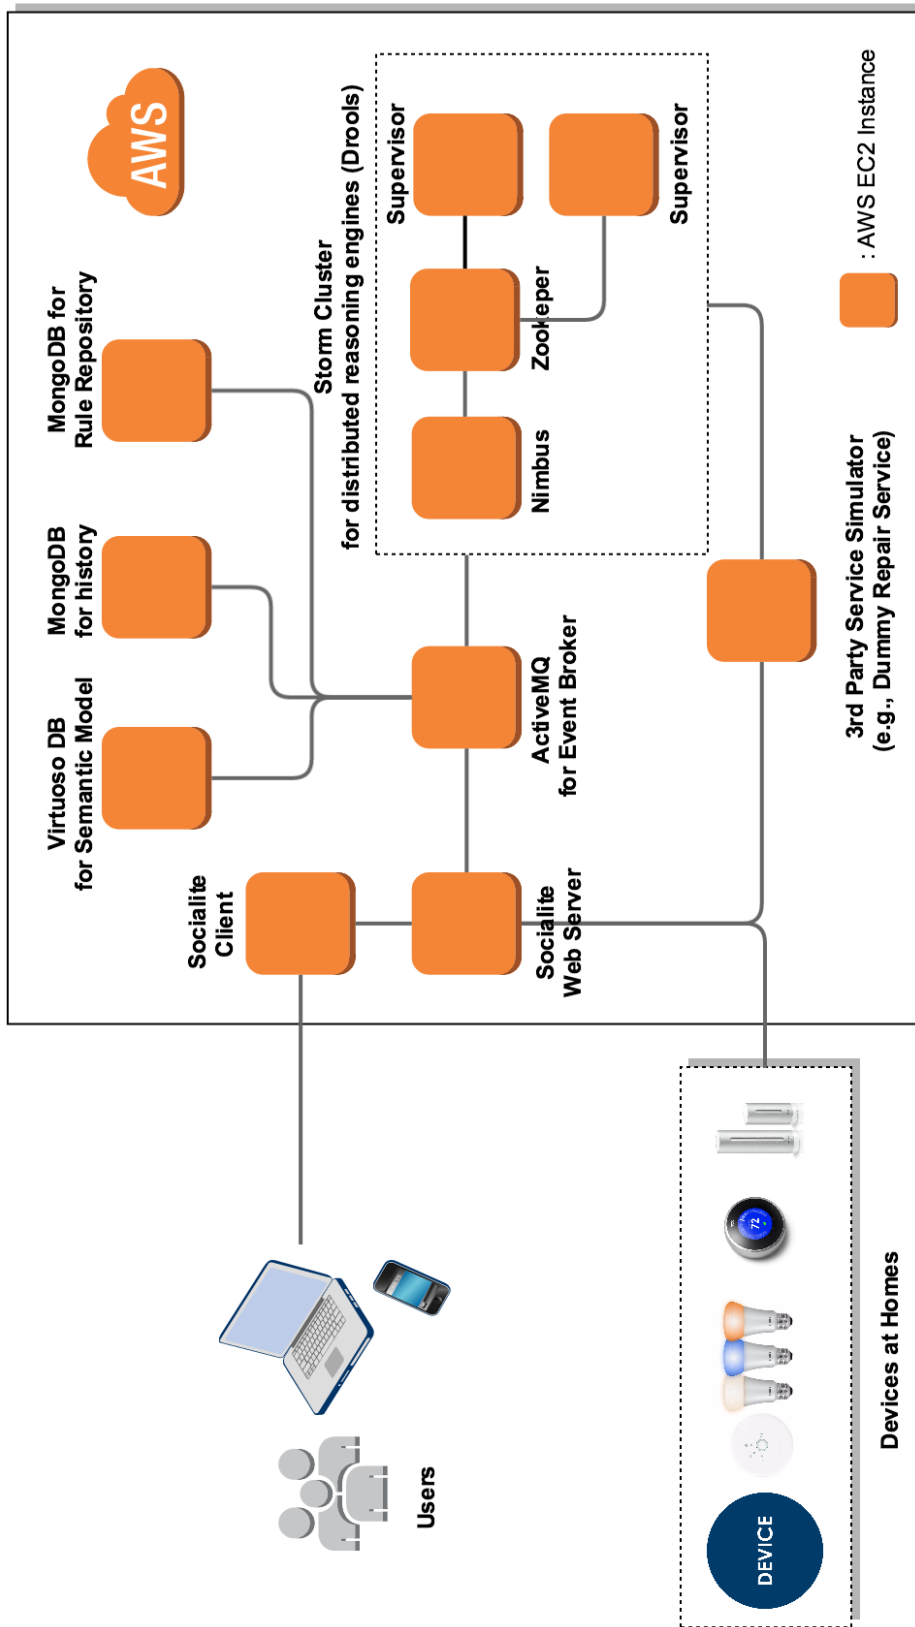 AWS
Virtuoso DB
for Semantic Model
MongoDB
for history
MongoDB for
Rule Repository
Socialite
Client
Storm Cluster
for distributed reasoning engines (Drools)
Supervisor
Socialite
Web Server
ActiveMQ
for Event Broker
Nimbus
Zookeper
Supervisor
Users
DEVICE
72
Devices at Homes
3rd Party Service Simulator
(e.g., Dummy Repair Service)
: AWS EC2 Instance